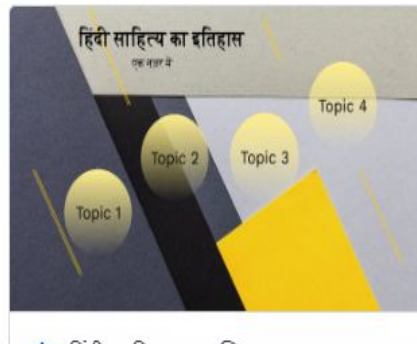 हिंदी साहित्य का इतिहास
एक नज़र में
Topic 4
Topic 2
Topic 3
Topic 1